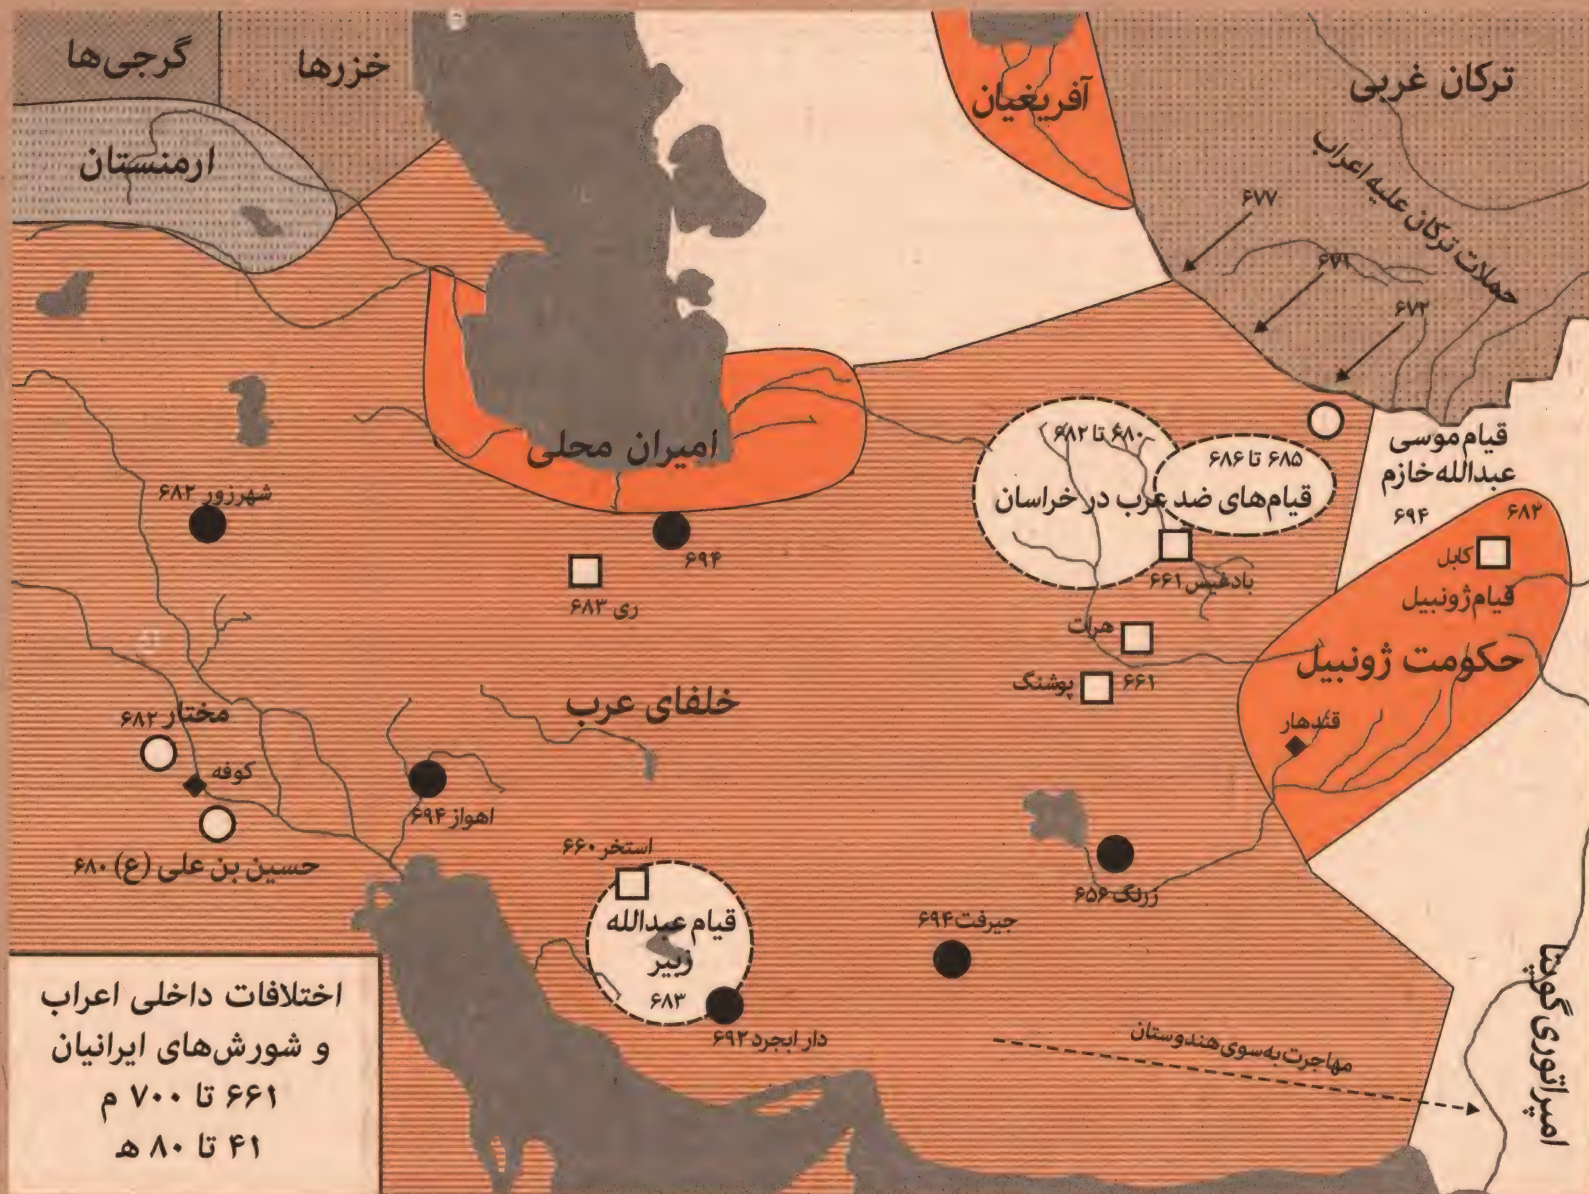 گرجی‌ها
خزرها
ارمنستان
آفریغیان
ترکان غربی
حملات ترکان علیه اعراب
۶۷۷
۶۷۹
۶۷۲
امیران محلی
۶۸۰ تا ۶۸۲
۶۸۵ تا ۶۸۶
قیام‌های ضد عرب در خراسان
قیام موسی
عبدالله خازم
۶۹۴
۶۸۲
کابل
قیام ژونبیل
حکومت ژونبیل
قندهار
شهرزور ۶۸۲
۶۹۴
ری ۶۸۳
بادغیس ۶۶۱
هرات
پوشنگ
۶۶۱
خلفای عرب
مختار ۶۸۲
کوفه
حسین بن علی (ع) ۶۸۰
اهواز ۶۹۴
استخر ۶۶۰
قیام عبدالله
زبیر
۶۸۳
دار ابجرد ۶۹۲
جیرفت ۶۹۴
زرنگ ۶۵۶
مهاجرت به سوی هندوستان
امپراتوری گوپتا
اختلافات داخلی اعراب
و شورش‌های ایرانیان
۶۶۱ تا ۷۰۰ م
۴۱ تا ۸۰ ه